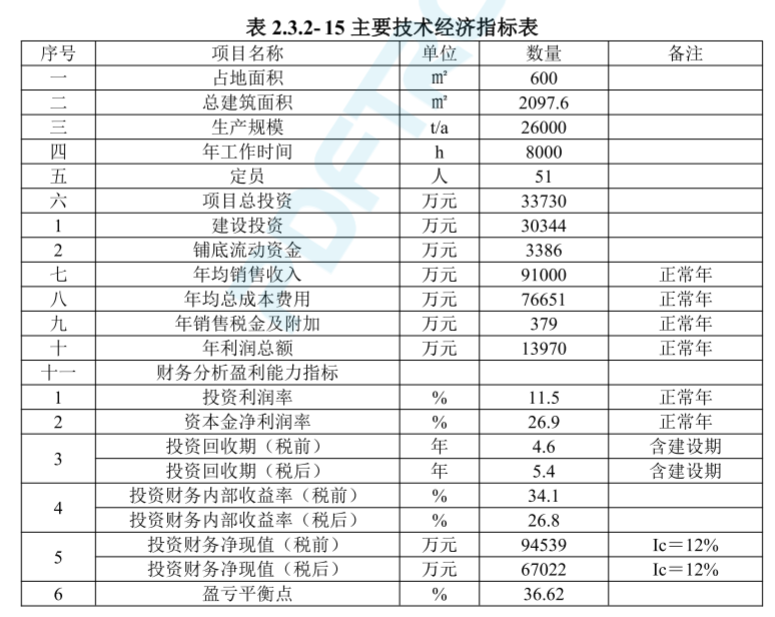 表 2.3.2-15 主要技术经济指标表
序号 项目名称 单位 数量 备注
一 占地面积 m² 600
二 总建筑面积 m² 2097.6
三 生产规模 t/a 26000
四 年工作时间 h 8000
五 定员 人 51
六 项目总投资 万元 33730
1 建设投资 万元 30344
2 铺底流动资金 万元 3386
七 年均销售收入 万元 91000 正常年
八 年均总成本费用 万元 76651 正常年
九 年销售税金及附加 万元 379 正常年
十 年利润总额 万元 13970 正常年
十一 财务分析盈利能力指标
1 投资利润率 % 11.5 正常年
2 资本金净利润率 % 26.9 正常年
3 投资回收期（税前） 年 4.6 含建设期
投资回收期（税后） 年 5.4 含建设期
4 投资财务内部收益率（税前） % 34.1
投资财务内部收益率（税后） % 26.8
5 投资财务净现值（税前） 万元 94539 Ic＝12%
投资财务净现值（税后） 万元 67022 Ic＝12%
6 盈亏平衡点 % 36.62